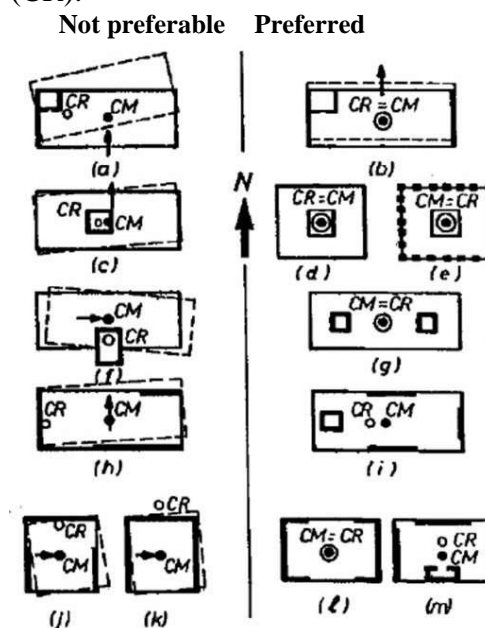 (CR).
Not preferable Preferred
CR CM
CR = CM
(a)
(b)
N
CR CM
CR=CM
CM=CR
(c)
(d)
(e)
CM
CR
CM=CR
(f)
(g)
CR
CM
CR CM
(h)
(i)
CR
CM
CR
CM
CM=CR
CR
CM
(j)
(k)
(l)
(m)